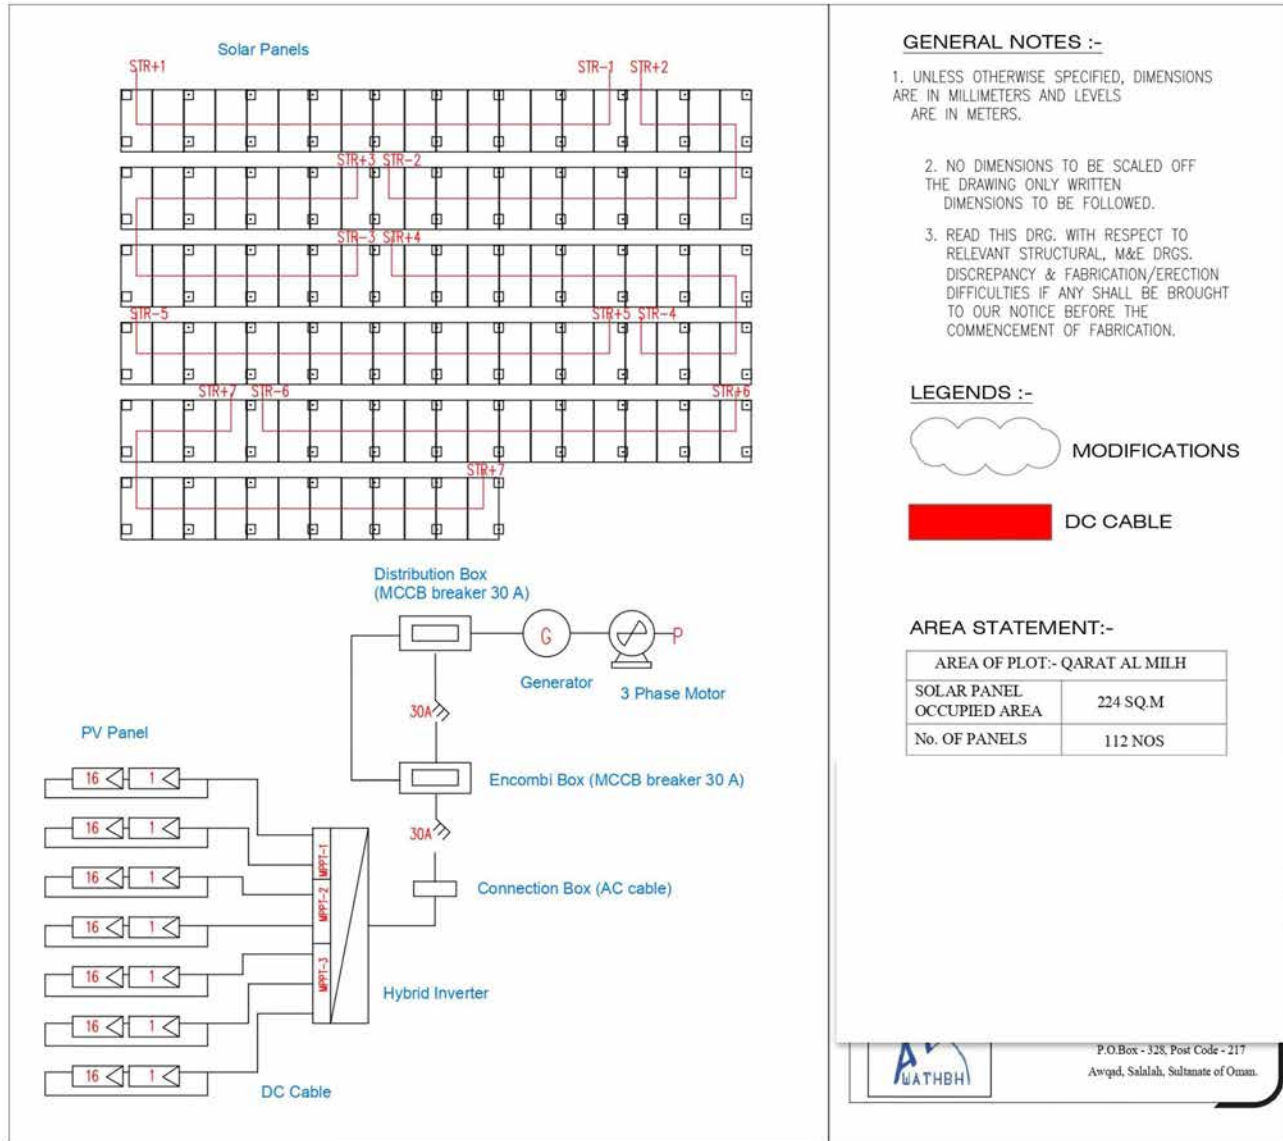 Solar Panels
STR+1
STR-1 STR+2
STR+3 STR-2
STR-3 STR+4
STR-5
STR+5 STR-4
STR+7 STR-6
STR+6
STR+7
Distribution Box
(MCCB breaker 30 A)
G
P
Generator
3 Phase Motor
30A
PV Panel
Encombi Box (MCCB breaker 30 A)
30A
16 1
16 1
16 1
16 1
16 1
16 1
16 1
MPPT-1
MPPT-2
MPPT-3
Connection Box (AC cable)
Hybrid Inverter
DC Cable
GENERAL NOTES :-
1. UNLESS OTHERWISE SPECIFIED, DIMENSIONS
ARE IN MILLIMETERS AND LEVELS
ARE IN METERS.
2. NO DIMENSIONS TO BE SCALED OFF
THE DRAWING ONLY WRITTEN
DIMENSIONS TO BE FOLLOWED.
3. READ THIS DRG. WITH RESPECT TO
RELEVANT STRUCTURAL, M&E DRGS.
DISCREPANCY & FABRICATION/ERECTION
DIFFICULTIES IF ANY SHALL BE BROUGHT
TO OUR NOTICE BEFORE THE
COMMENCEMENT OF FABRICATION.
LEGENDS :-
MODIFICATIONS
DC CABLE
AREA STATEMENT:-
AREA OF PLOT:- QARAT AL MILH
SOLAR PANEL
OCCUPIED AREA
224 SQ.M
No. OF PANELS
112 NOS
WATHBH
P.O.Box - 328, Post Code - 217
Awqad, Salalah, Sultanate of Oman.